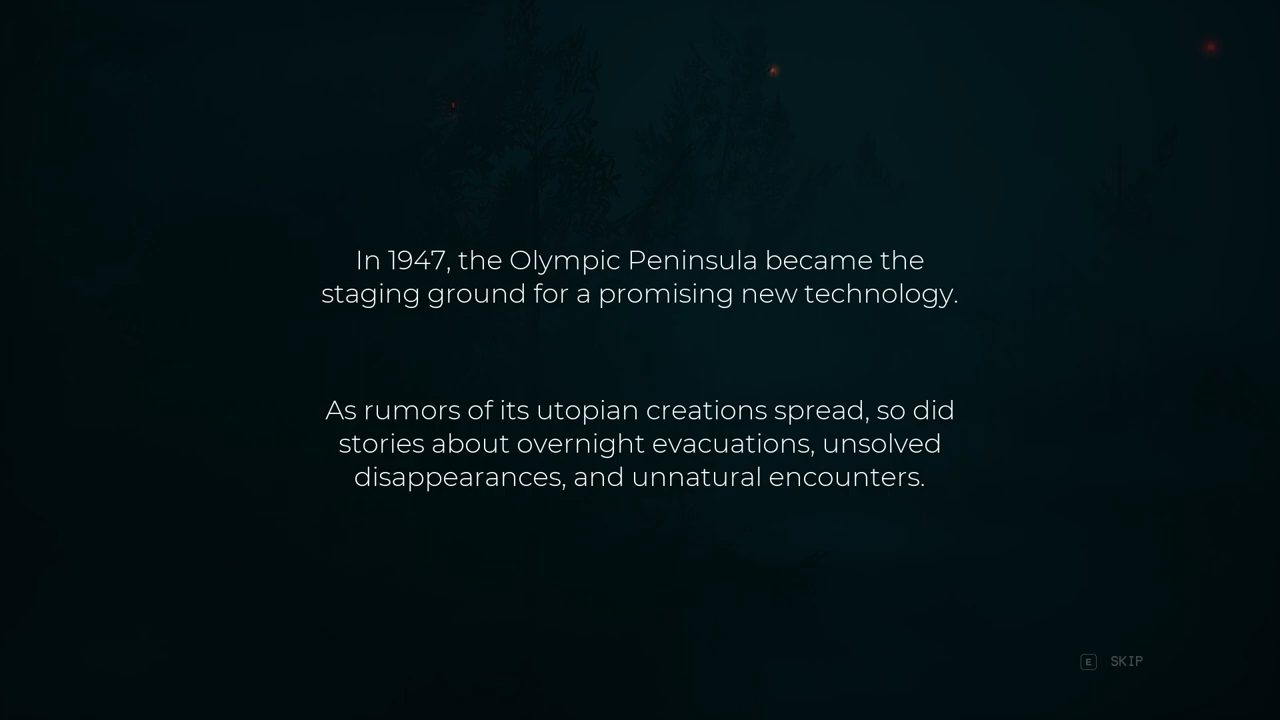 In 1947, the Olympic Peninsula became the
staging ground for a promising new technology.
As rumors of its utopian creations spread, so did
stories about overnight evacuations, unsolved
disappearances, and unnatural encounters.
E SKIP